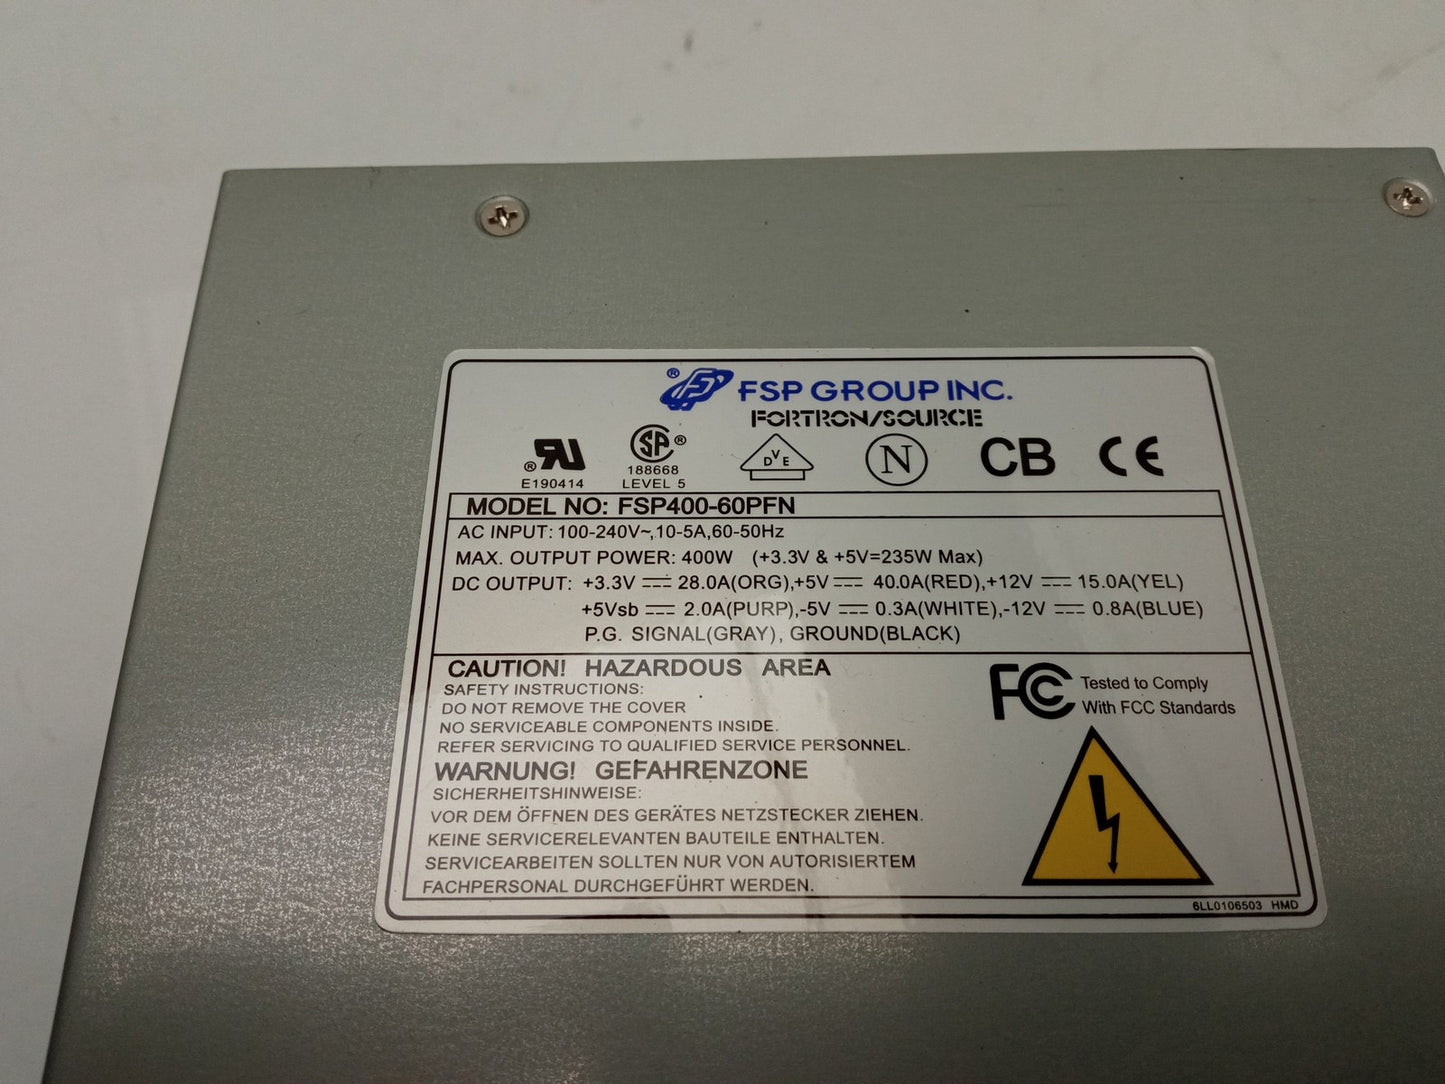 ® FSP GROUP INC.
FORTRON/SOURCE
® RU SA ® D V E N CB CE
E190414 188668
LEVEL 5
MODEL NO: FSP400-60PFN
AC INPUT: 100-240V~,10-5A,60-50Hz
MAX. OUTPUT POWER: 400W (+3.3V & +5V=235W Max)
DC OUTPUT: +3.3V ⎓ 28.0A(ORG),+5V ⎓ 40.0A(RED),+12V ⎓ 15.0A(YEL)
+5Vsb ⎓ 2.0A(PURP),-5V ⎓ 0.3A(WHITE),-12V ⎓ 0.8A(BLUE)
P.G. SIGNAL(GRAY), GROUND(BLACK)
CAUTION! HAZARDOUS AREA
SAFETY INSTRUCTIONS:
DO NOT REMOVE THE COVER
NO SERVICEABLE COMPONENTS INSIDE.
REFER SERVICING TO QUALIFIED SERVICE PERSONNEL.
FC Tested to Comply
With FCC Standards
WARNUNG! GEFAHRENZONE
SICHERHEITSHINWEISE:
VOR DEM ÖFFNEN DES GERÄTES NETZSTECKER ZIEHEN.
KEINE SERVICERELEVANTEN BAUTEILE ENTHALTEN.
SERVICEARBEITEN SOLLTEN NUR VON AUTORISIERTEM
FACHPERSONAL DURCHGEFÜHRT WERDEN.
6LL0106503 HMD